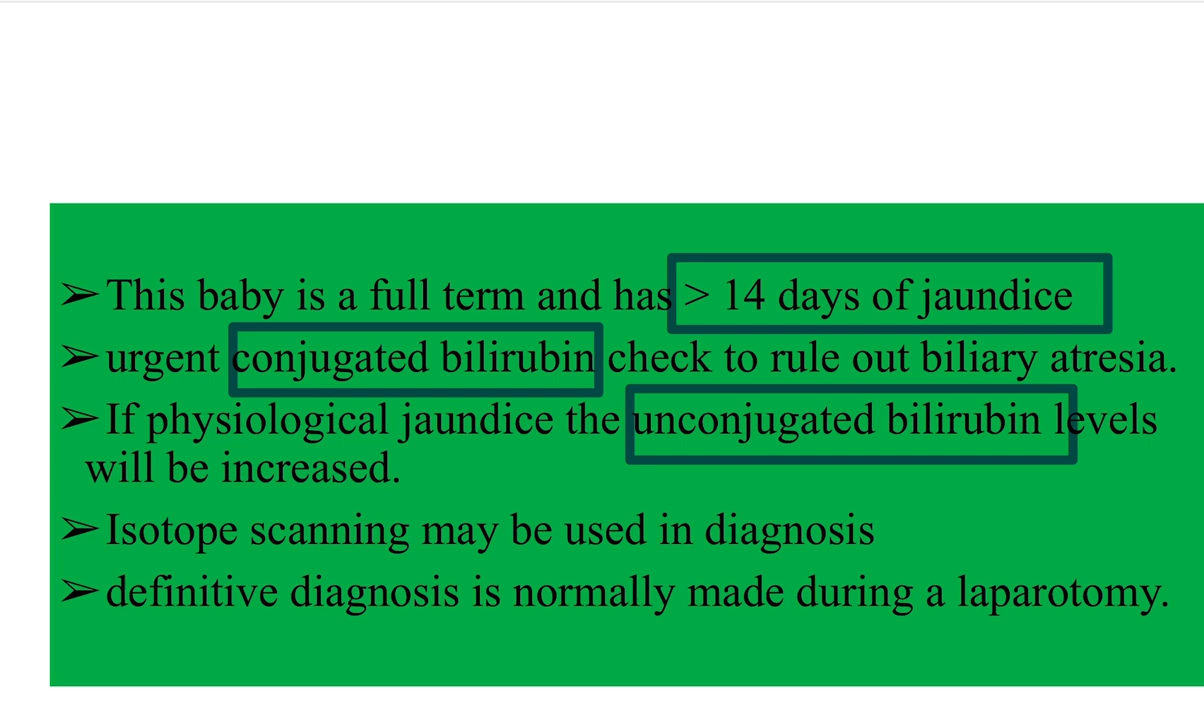 ➢ This baby is a full term and has > 14 days of jaundice
➢ urgent conjugated bilirubin check to rule out biliary atresia.
➢ If physiological jaundice the unconjugated bilirubin levels
will be increased.
➢ Isotope scanning may be used in diagnosis
➢ definitive diagnosis is normally made during a laparotomy.